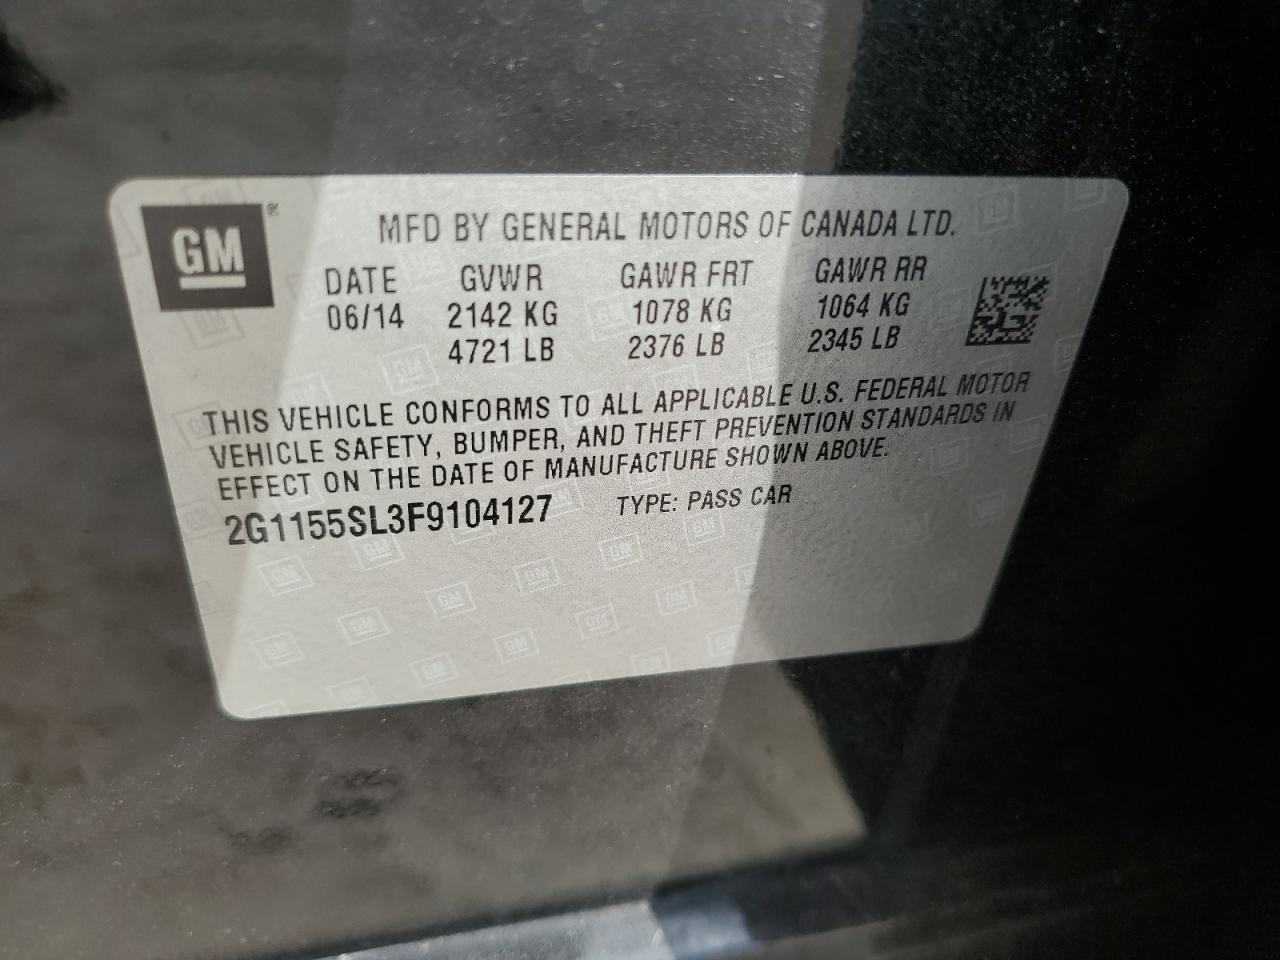 GM ®
MFD BY GENERAL MOTORS OF CANADA LTD.
DATE GVWR GAWR FRT GAWR RR
06/14 2142 KG 1078 KG 1064 KG
4721 LB 2376 LB 2345 LB
THIS VEHICLE CONFORMS TO ALL APPLICABLE U.S. FEDERAL MOTOR
VEHICLE SAFETY, BUMPER, AND THEFT PREVENTION STANDARDS IN
EFFECT ON THE DATE OF MANUFACTURE SHOWN ABOVE.
2G1155SL3F9104127 TYPE: PASS CAR